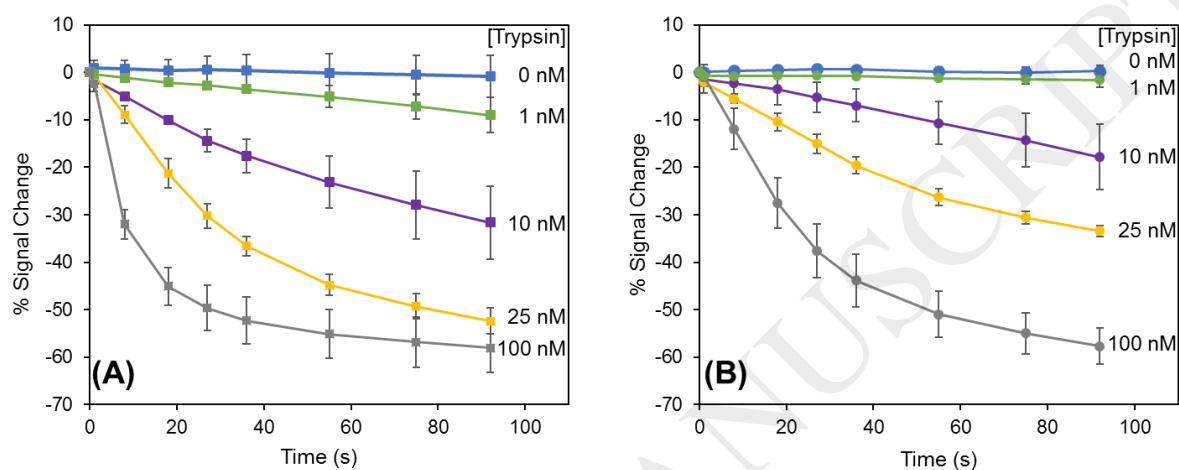 10
0
-10
-20
-30
-40
-50
-60
-70
% Signal Change
[Trypsin]
0 nM
1 nM
10 nM
25 nM
100 nM
(A)
0 20 40 60 80 100
Time (s)
10
0
-10
-20
-30
-40
-50
-60
-70
% Signal Change
[Trypsin]
0 nM
1 nM
10 nM
25 nM
100 nM
(B)
0 20 40 60 80 100
Time (s)
ANUSCRIPT